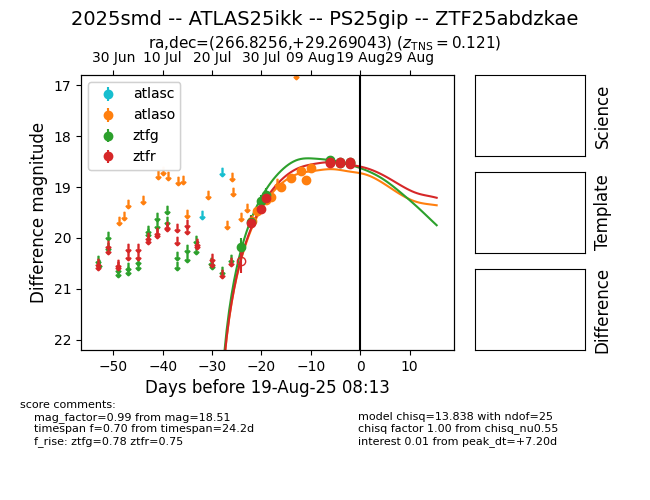 2025smd -- ATLAS25ikk -- PS25gip -- ZTF25abdzkae
ra,dec=(266.8256,+29.269043) (z_TNS = 0.121)
30 Jun 10 Jul 20 Jul 30 Jul 09 Aug 19 Aug 29 Aug
atlasc
atlaso
ztfg
ztfr
17
18
19
20
21
22
Difference magnitude
−50 −40 −30 −20 −10 0 10
Days before 19-Aug-25 08:13
Science
Template
Difference
score comments:
mag_factor=0.99 from mag=18.51
timespan f=0.70 from timespan=24.2d
f_rise: ztfg=0.78 ztfr=0.75
model chisq=13.838 with ndof=25
chisq factor 1.00 from chisq_nu0.55
interest 0.01 from peak_dt=+7.20d